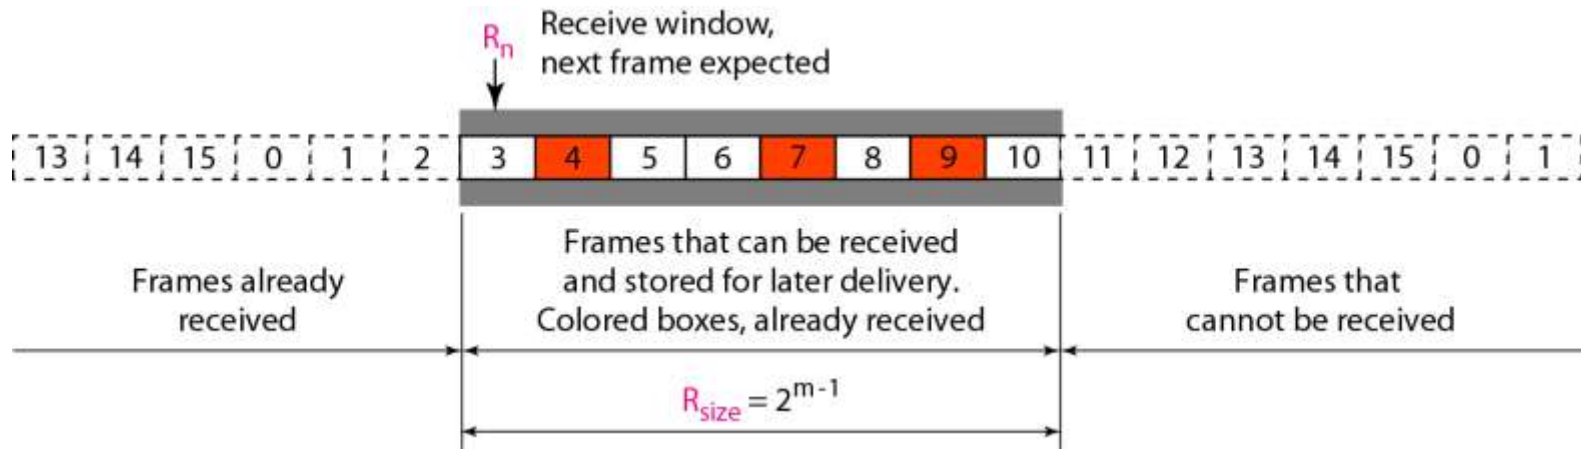 Receive window,
R_n
next frame expected
13 14 15 0 1 2 3 4 5 6 7 8 9 10 11 12 13 14 15 0 1
Frames that can be received
Frames already and stored for later delivery. Frames that
received Colored boxes, already received cannot be received
R_size = 2^{m-1}